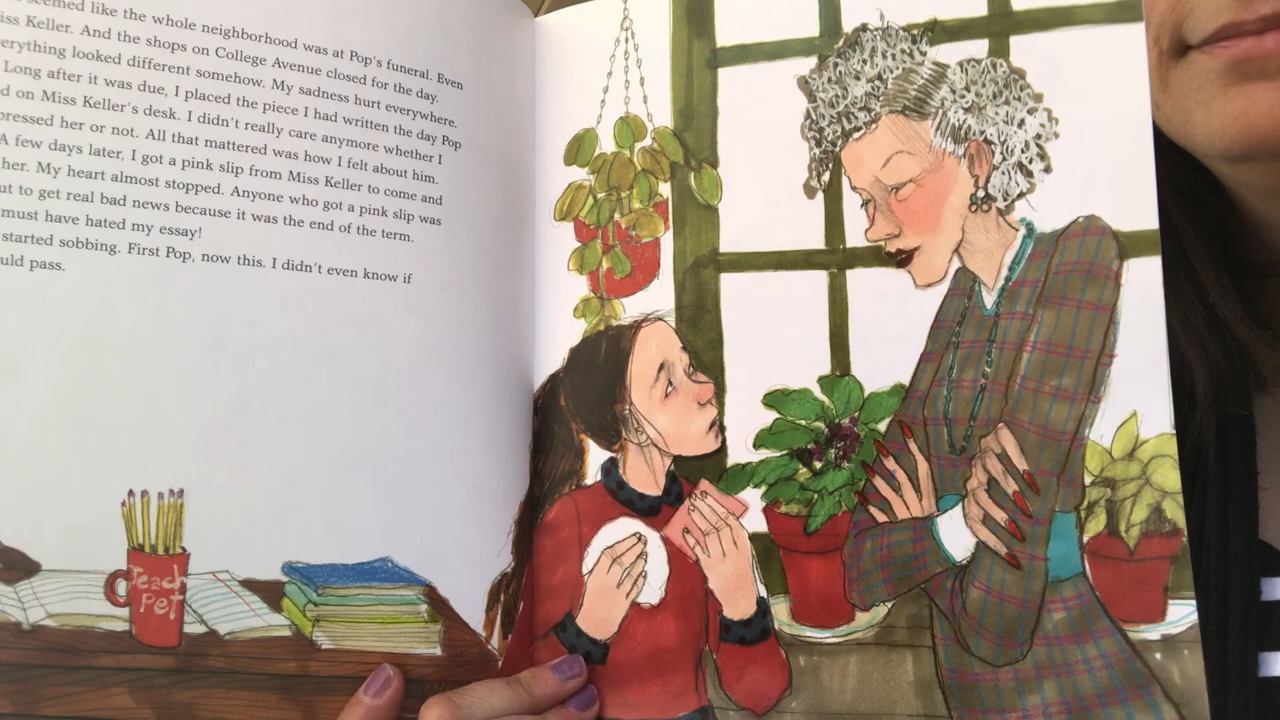 seemed like the whole neighborhood was at Pop's funeral. Even
iss Keller. And the shops on College Avenue closed for the day.
erything looked different somehow. My sadness hurt everywhere.
Long after it was due, I placed the piece I had written the day Pop
d on Miss Keller's desk. I didn't really care anymore whether I
pressed her or not. All that mattered was how I felt about him.
A few days later, I got a pink slip from Miss Keller to come and
her. My heart almost stopped. Anyone who got a pink slip was
ut to get real bad news because it was the end of the term.
must have hated my essay!
started sobbing. First Pop, now this. I didn't even know if
uld pass.
Teach
Pet